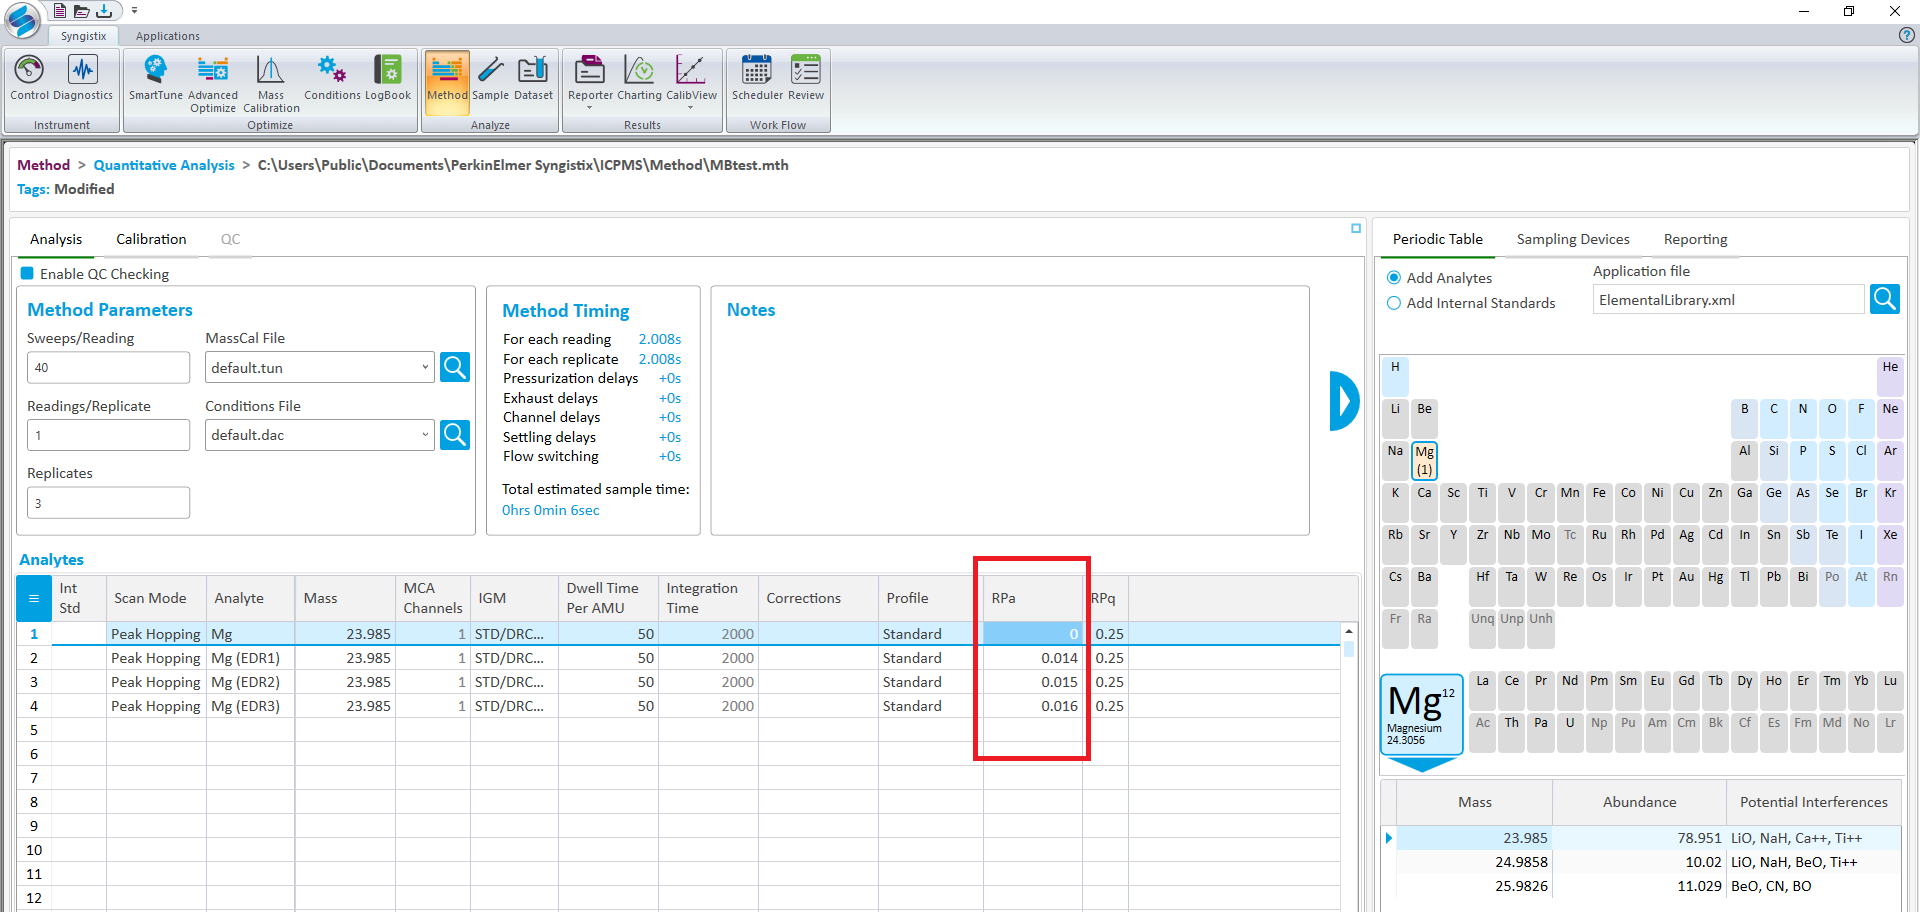 Syngistix Applications
Control Diagnostics SmartTune Advanced Optimize Mass Calibration Conditions LogBook Method Sample Dataset Reporter Charting CalibView Scheduler Review
Instrument Optimize Analyze Results Work Flow
Method > Quantitative Analysis > C:\Users\Public\Documents\PerkinElmer Syngistix\ICPMS\Method\MBtest.mth
Tags: Modified
Analysis Calibration QC
Enable QC Checking
Method Parameters
Sweeps/Reading MassCal File
40 default.tun
Readings/Replicate Conditions File
1 default.dac
Replicates
3
Method Timing
For each reading 2.008s
For each replicate 2.008s
Pressurization delays +0s
Exhaust delays +0s
Channel delays +0s
Settling delays +0s
Flow switching +0s
Total estimated sample time:
0hrs 0min 6sec
Notes
Analytes
Int Std Scan Mode Analyte Mass MCA Channels IGM Dwell Time Per AMU Integration Time Corrections Profile RPa RPq
1 Peak Hopping Mg 23.985 1 STD/DRC... 50 2000 Standard 0 0.25
2 Peak Hopping Mg (EDR1) 23.985 1 STD/DRC... 50 2000 Standard 0.014 0.25
3 Peak Hopping Mg (EDR2) 23.985 1 STD/DRC... 50 2000 Standard 0.015 0.25
4 Peak Hopping Mg (EDR3) 23.985 1 STD/DRC... 50 2000 Standard 0.016 0.25
5
6
7
8
9
10
11
12
Periodic Table Sampling Devices Reporting
Add Analytes
Add Internal Standards
Application file
ElementalLibrary.xml
H He
Li Be B C N O F Ne
Na Mg (1) Al Si P S Cl Ar
K Ca Sc Ti V Cr Mn Fe Co Ni Cu Zn Ga Ge As Se Br Kr
Rb Sr Y Zr Nb Mo Tc Ru Rh Pd Ag Cd In Sn Sb Te I Xe
Cs Ba Hf Ta W Re Os Ir Pt Au Hg Tl Pb Bi Po At Rn
Fr Ra Unq Unp Unh
La Ce Pr Nd Pm Sm Eu Gd Tb Dy Ho Er Tm Yb Lu
Ac Th Pa U Np Pu Am Cm Bk Cf Es Fm Md No Lr
Mg 12
Magnesium
24.3056
Mass Abundance Potential Interferences
23.985 78.951 LiO, NaH, Ca++, Ti++
24.9858 10.02 LiO, NaH, BeO, Ti++
25.9826 11.029 BeO, CN, BO